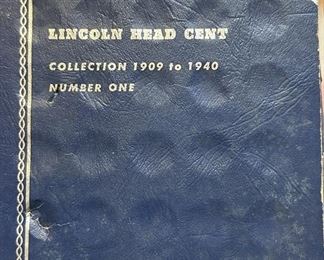 LINCOLN HEAD CENT
COLLECTION 1909 to 1940
NUMBER ONE